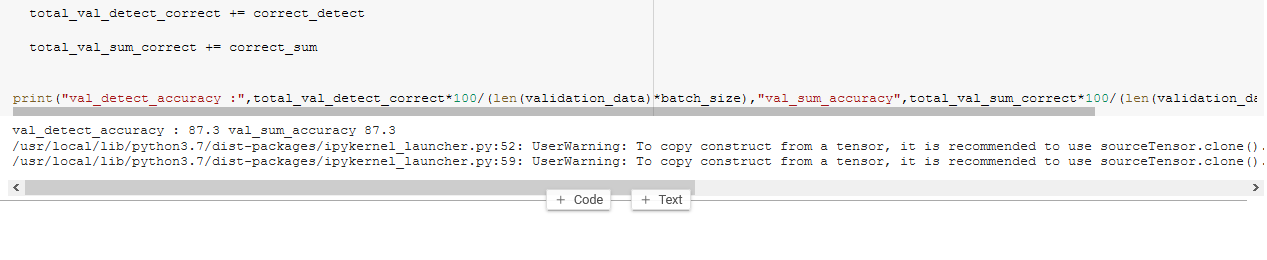 total_val_detect_correct += correct_detect
total_val_sum_correct += correct_sum
print("val_detect_accuracy :",total_val_detect_correct*100/(len(validation_data)*batch_size),"val_sum_accuracy",total_val_sum_correct*100/(len(validation_da
val_detect_accuracy : 87.3 val_sum_accuracy 87.3
/usr/local/lib/python3.7/dist-packages/ipykernel_launcher.py:52: UserWarning: To copy construct from a tensor, it is recommended to use sourceTensor.clone().
/usr/local/lib/python3.7/dist-packages/ipykernel_launcher.py:59: UserWarning: To copy construct from a tensor, it is recommended to use sourceTensor.clone().
+ Code + Text